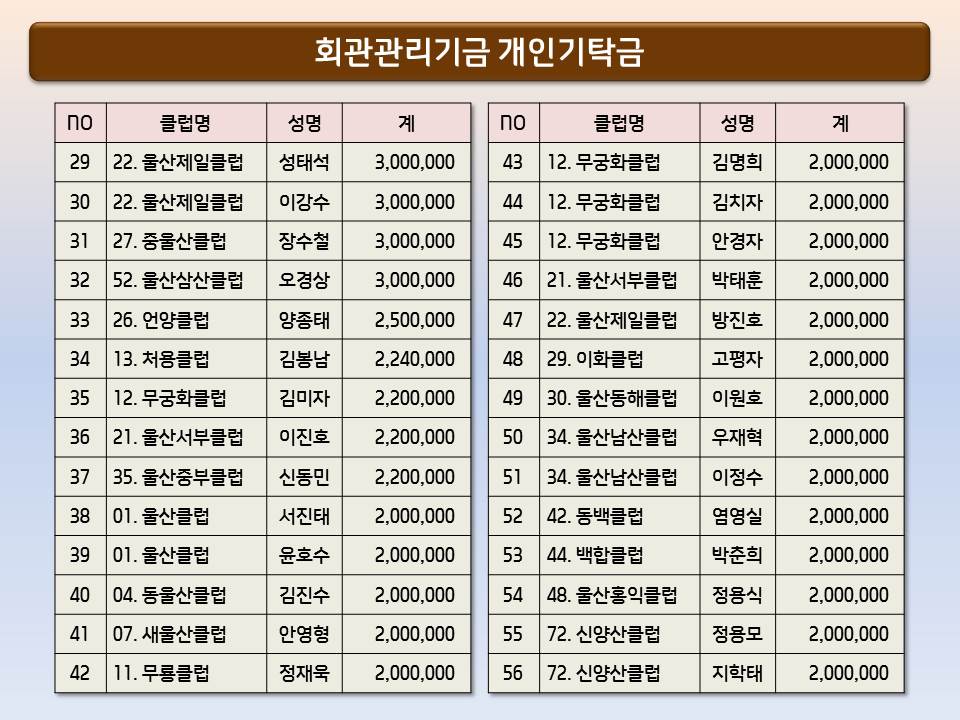 회관관리기금 개인기탁금
NO 클럽명 성명 계
29 22. 울산제일클럽 성태석 3,000,000
30 22. 울산제일클럽 이강수 3,000,000
31 27. 중울산클럽 장수철 3,000,000
32 52. 울산삼산클럽 오경상 3,000,000
33 26. 언양클럽 양종태 2,500,000
34 13. 처용클럽 김봉남 2,240,000
35 12. 무궁화클럽 김미자 2,200,000
36 21. 울산서부클럽 이진호 2,200,000
37 35. 울산중부클럽 신동민 2,200,000
38 01. 울산클럽 서진태 2,000,000
39 01. 울산클럽 윤호수 2,000,000
40 04. 동울산클럽 김진수 2,000,000
41 07. 새울산클럽 안영형 2,000,000
42 11. 무룡클럽 정재욱 2,000,000
NO 클럽명 성명 계
43 12. 무궁화클럽 김명희 2,000,000
44 12. 무궁화클럽 김치자 2,000,000
45 12. 무궁화클럽 안경자 2,000,000
46 21. 울산서부클럽 박태훈 2,000,000
47 22. 울산제일클럽 방진호 2,000,000
48 29. 이화클럽 고평자 2,000,000
49 30. 울산동해클럽 이원호 2,000,000
50 34. 울산남산클럽 우재혁 2,000,000
51 34. 울산남산클럽 이정수 2,000,000
52 42. 동백클럽 염영실 2,000,000
53 44. 백합클럽 박춘희 2,000,000
54 48. 울산홍익클럽 정용식 2,000,000
55 72. 신양산클럽 정용모 2,000,000
56 72. 신양산클럽 지학태 2,000,000